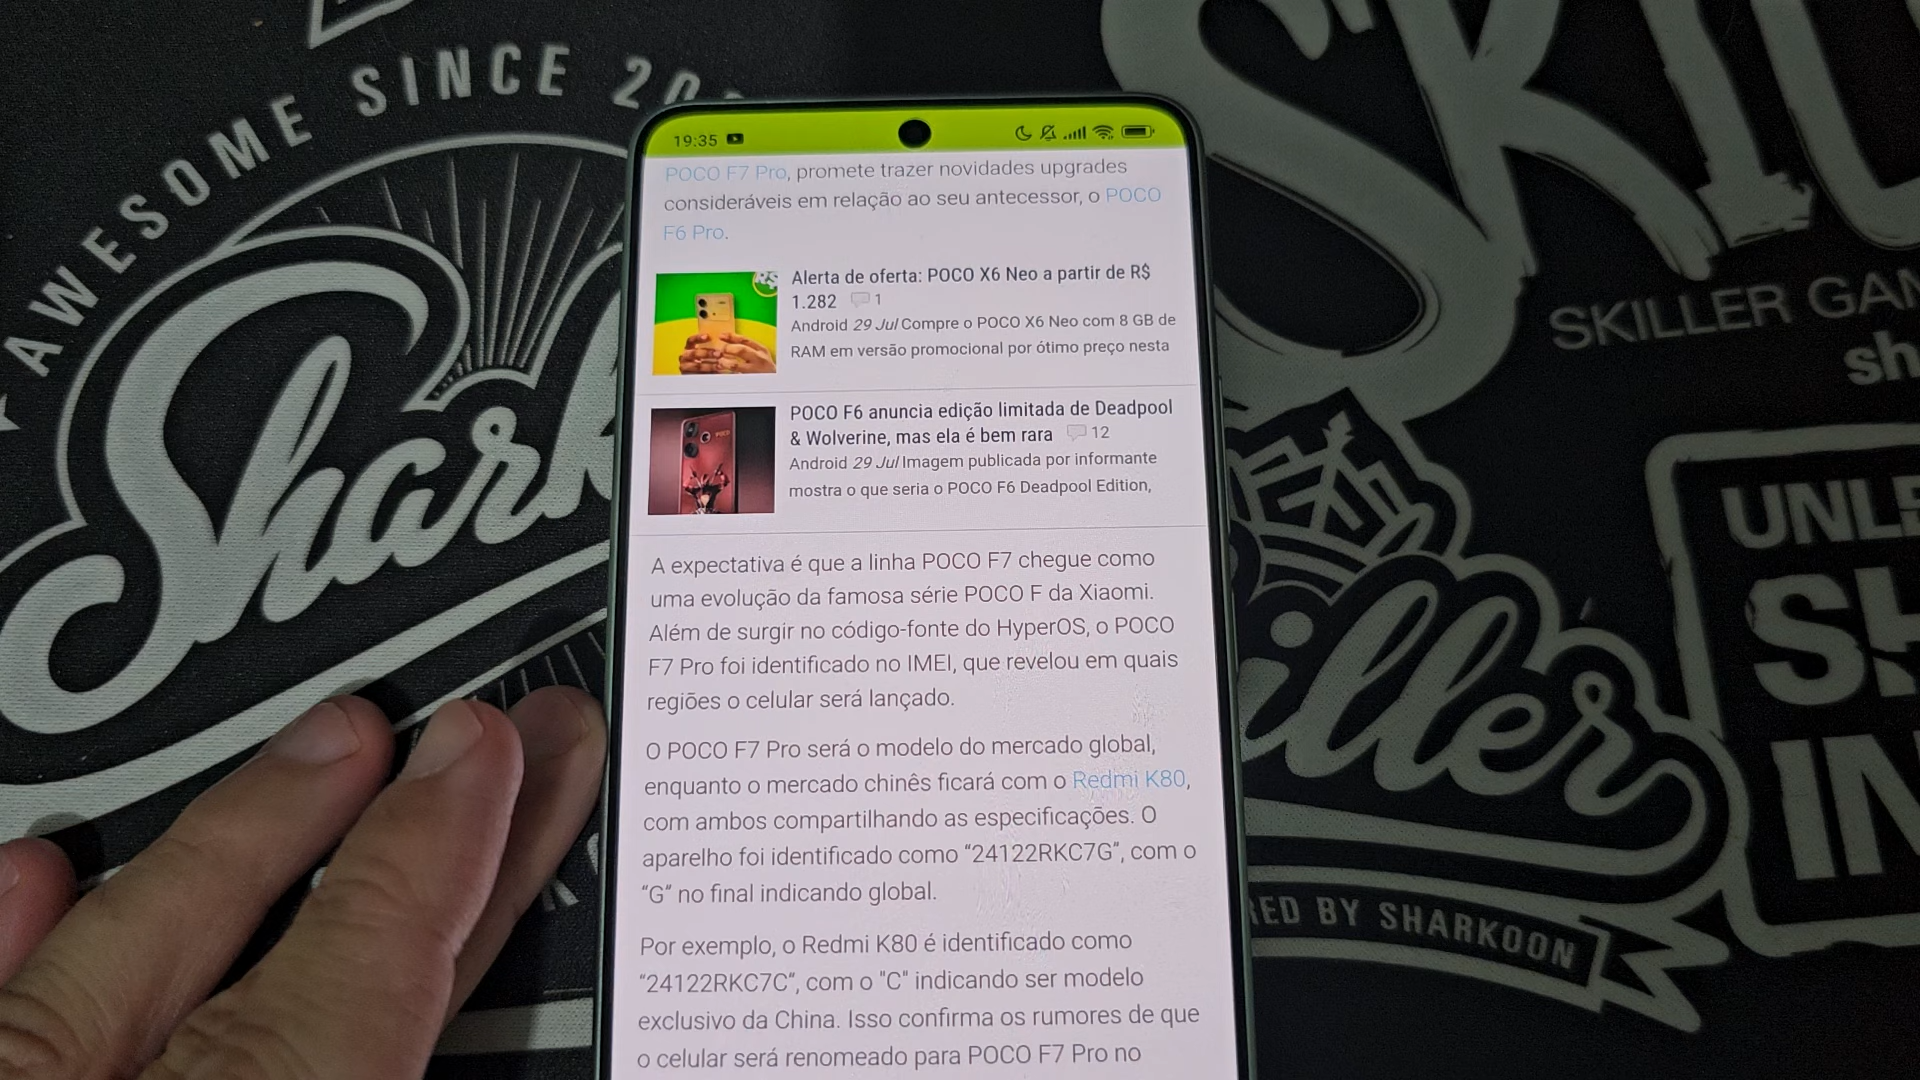 AWESOME SINCE
Shark
19:35
POCO F7 Pro, promete trazer novidades upgrades
consideráveis em relação ao seu antecessor, o POCO
F6 Pro.
R$
Alerta de oferta: POCO X6 Neo a partir de R$
1.282 1
Android 29 Jul Compre o POCO X6 Neo com 8 GB de
RAM em versão promocional por ótimo preço nesta
POCO F6 anuncia edição limitada de Deadpool
& Wolverine, mas ela é bem rara 12
Android 29 Jul Imagem publicada por informante
mostra o que seria o POCO F6 Deadpool Edition,
A expectativa é que a linha POCO F7 chegue como
uma evolução da famosa série POCO F da Xiaomi.
Além de surgir no código-fonte do HyperOS, o POCO
F7 Pro foi identificado no IMEI, que revelou em quais
regiões o celular será lançado.
O POCO F7 Pro será o modelo do mercado global,
enquanto o mercado chinês ficará com o Redmi K80,
com ambos compartilhando as especificações. O
aparelho foi identificado como “24122RKC7G”, com o
“G” no final indicando global.
Por exemplo, o Redmi K80 é identificado como
“24122RKC7C”, com o "C" indicando ser modelo
exclusivo da China. Isso confirma os rumores de que
o celular será renomeado para POCO F7 Pro no
SKIL
SKILLER GAM
sh
iller
RED BY SHARKOON
UNLE
SH
IN